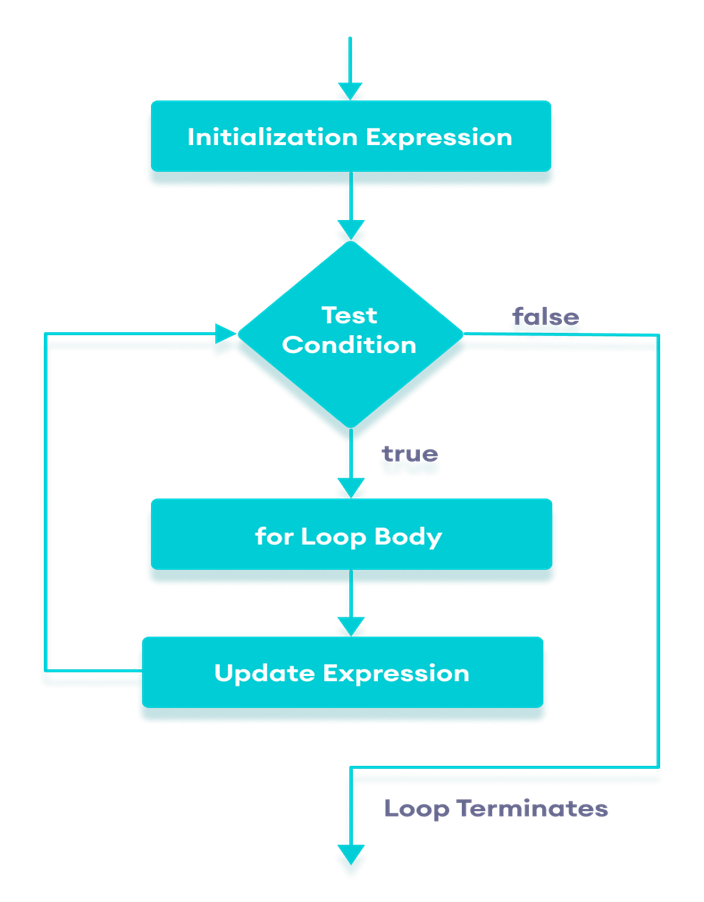 Initialization Expression
Test
Condition
false
true
for Loop Body
Update Expression
Loop Terminates